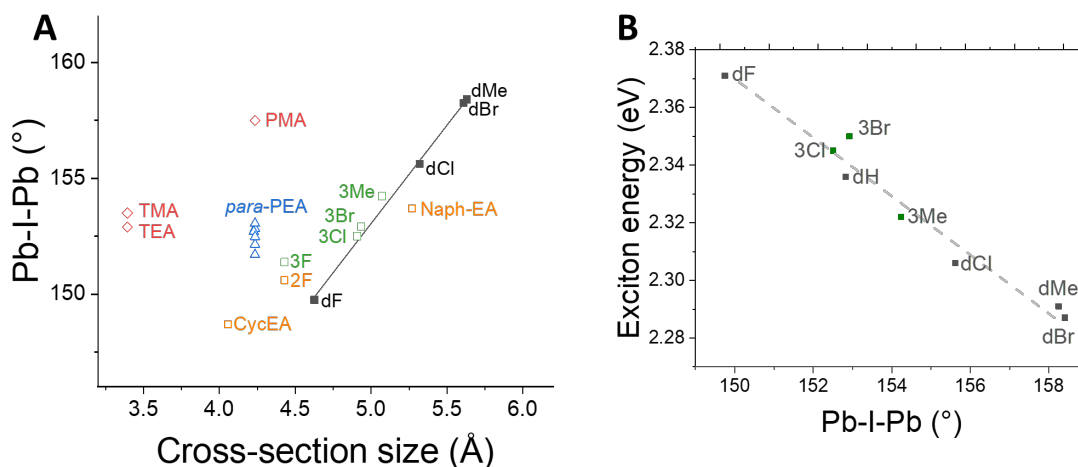 A
Pb-I-Pb (°)
160
155
150
PMA
TMA
TEA
para-PEA
3Me
3Br
3Cl
3F
2F
CycEA
Naph-EA
dMe
dBr
dCl
dF
3.5 4.0 4.5 5.0 5.5 6.0
Cross-section size (Å)
B
Exciton energy (eV)
2.38
2.36
2.34
2.32
2.30
2.28
dF
3Br
3Cl
dH
3Me
dCl
dMe
dBr
150 152 154 156 158
Pb-I-Pb (°)